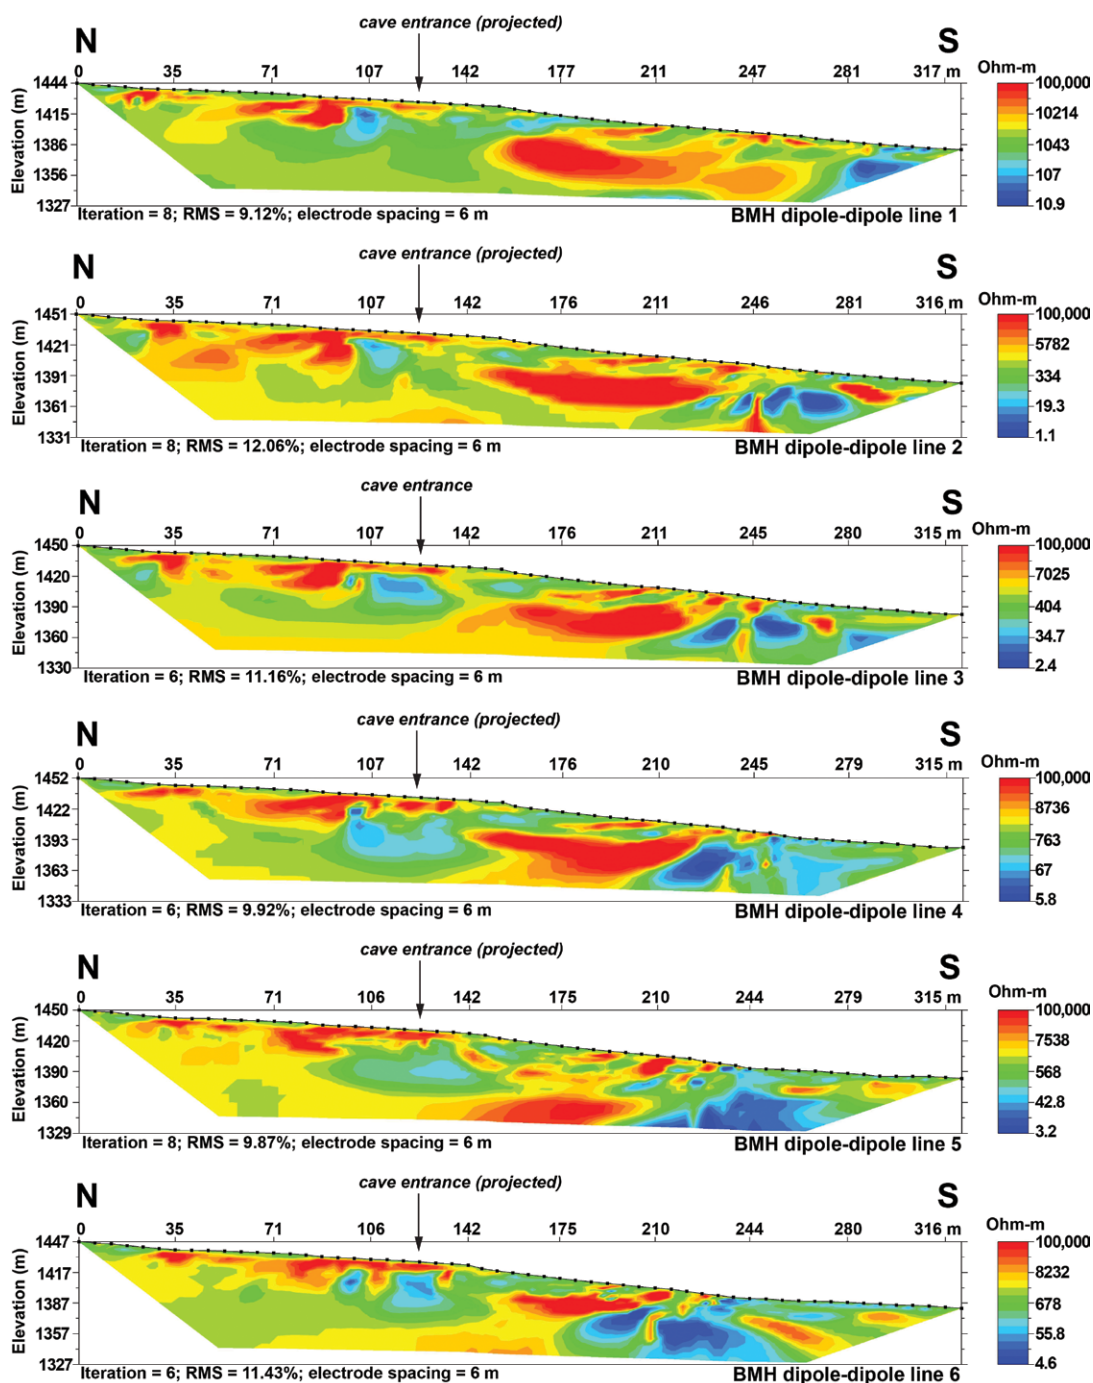 cave entrance (projected)
N S
0 35 71 107 142 177 211 247 281 317 m
Ohm-m
Elevation (m)
1444
1415
1386
1356
1327
100,000
10214
1043
107
10.9
Iteration = 8; RMS = 9.12%; electrode spacing = 6 m
BMH dipole-dipole line 1
cave entrance (projected)
N S
0 35 71 107 142 176 211 246 281 316 m
Ohm-m
Elevation (m)
1451
1421
1391
1361
1331
100,000
5782
334
19.3
1.1
Iteration = 8; RMS = 12.06%; electrode spacing = 6 m
BMH dipole-dipole line 2
cave entrance
N S
0 35 71 107 142 176 211 245 280 315 m
Ohm-m
Elevation (m)
1450
1420
1390
1360
1330
100,000
7025
404
34.7
2.4
Iteration = 6; RMS = 11.16%; electrode spacing = 6 m
BMH dipole-dipole line 3
cave entrance (projected)
N S
0 35 71 107 142 176 210 245 279 315 m
Ohm-m
Elevation (m)
1452
1422
1393
1363
1333
100,000
8736
763
67
5.8
Iteration = 6; RMS = 9.92%; electrode spacing = 6 m
BMH dipole-dipole line 4
cave entrance (projected)
N S
0 35 71 106 142 175 210 244 279 315 m
Ohm-m
Elevation (m)
1450
1420
1390
1360
1329
100,000
7538
568
42.8
3.2
Iteration = 8; RMS = 9.87%; electrode spacing = 6 m
BMH dipole-dipole line 5
cave entrance (projected)
N S
0 35 71 106 142 175 210 244 280 316 m
Ohm-m
Elevation (m)
1447
1417
1387
1357
1327
100,000
8232
678
55.8
4.6
Iteration = 6; RMS = 11.43%; electrode spacing = 6 m
BMH dipole-dipole line 6